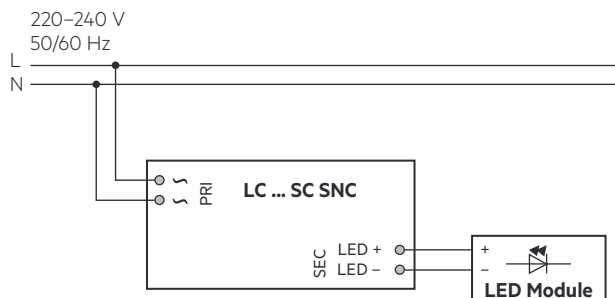 220–240 V
50/60 Hz
L
N
~
~
PRI
LC ... SC SNC
SEC
LED +
LED –
+
–
LED Module